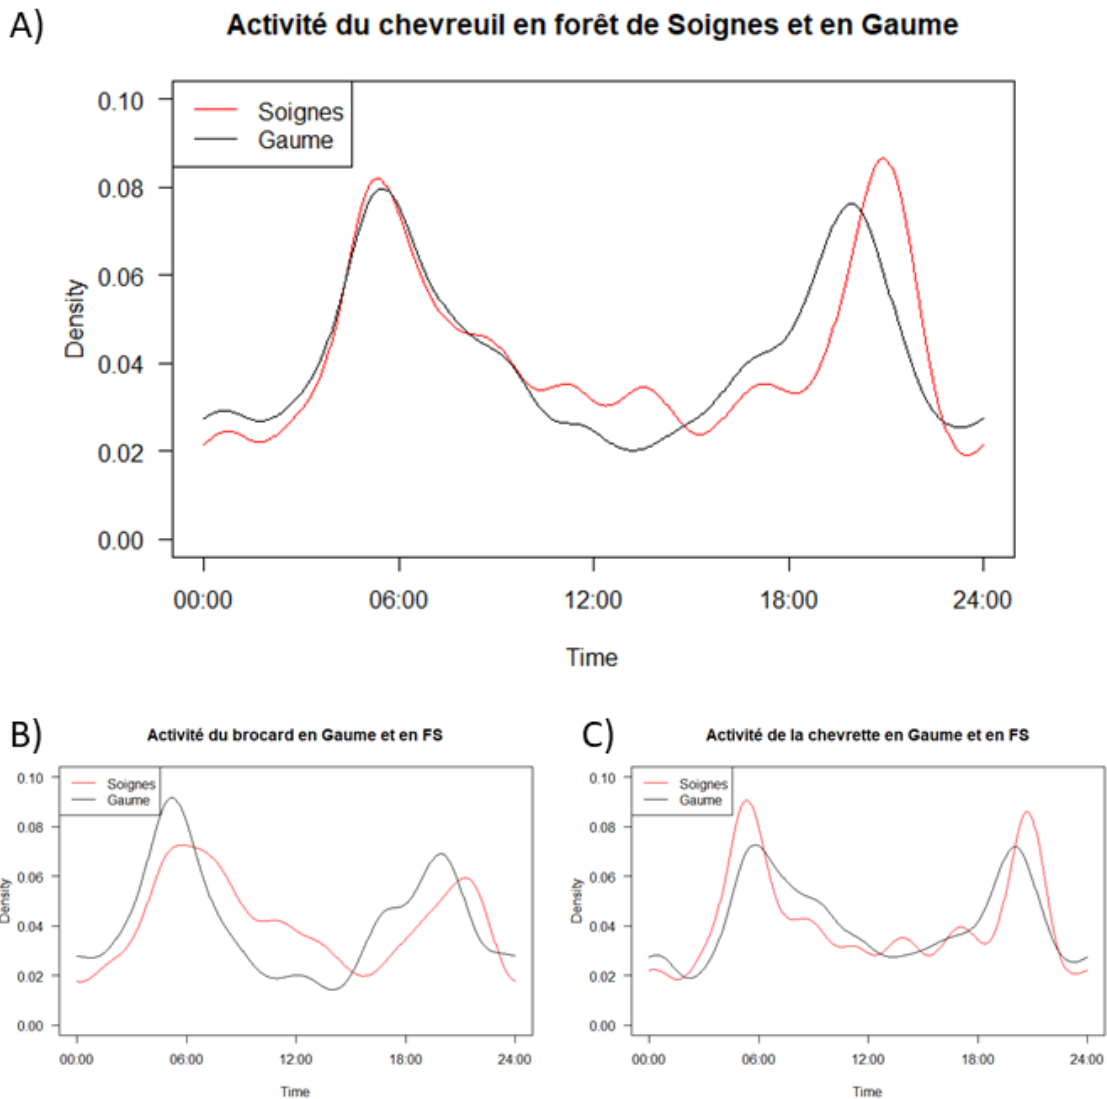 A)
Activité du chevreuil en forêt de Soignes et en Gaume
Soignes
Gaume
0.10
0.08
0.06
0.04
0.02
0.00
Density
00:00 06:00 12:00 18:00 24:00
Time
B)
Activité du brocard en Gaume et en FS
Soignes
Gaume
0.10
0.08
0.06
0.04
0.02
0.00
Density
00:00 06:00 12:00 18:00 24:00
Time
C)
Activité de la chevrette en Gaume et en FS
Soignes
Gaume
0.10
0.08
0.06
0.04
0.02
0.00
Density
00:00 06:00 12:00 18:00 24:00
Time